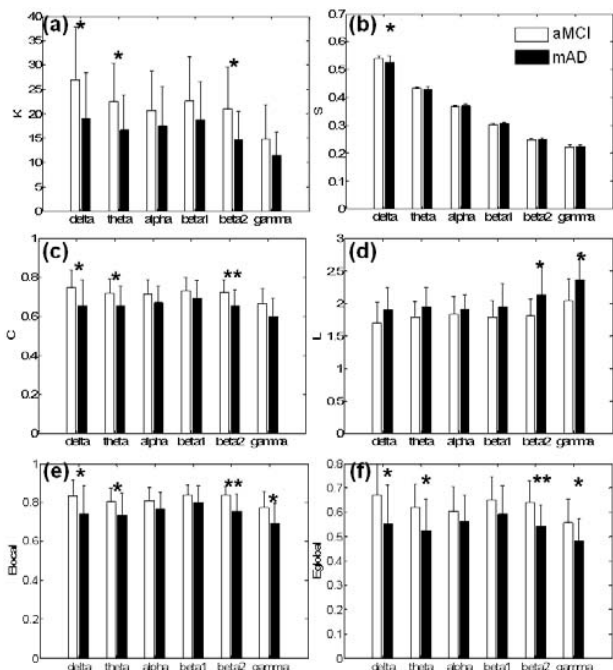 (a)
40
35
30
25
20
15
10
5
0
K
* * *
delta theta alpha beta1 beta2 gamma
(b)
*
aMCI
mAD
0.6
0.5
0.4
0.3
0.2
0.1
0
S
delta theta alpha beta1 beta2 gamma
(c)
* * **
1
0.8
0.6
0.4
0.2
0
C
delta theta alpha beta1 beta2 gamma
(d)
* *
3
2.5
2
1.5
1
0.5
0
L
delta theta alpha beta1 beta2 gamma
(e)
* * ** *
1
0.8
0.6
0.4
0.2
0
Elocal
delta theta alpha beta1 beta2 gamma
(f)
* * ** *
0.8
0.7
0.6
0.5
0.4
0.3
0.2
0.1
0
Eglobal
delta theta alpha beta1 beta2 gamma